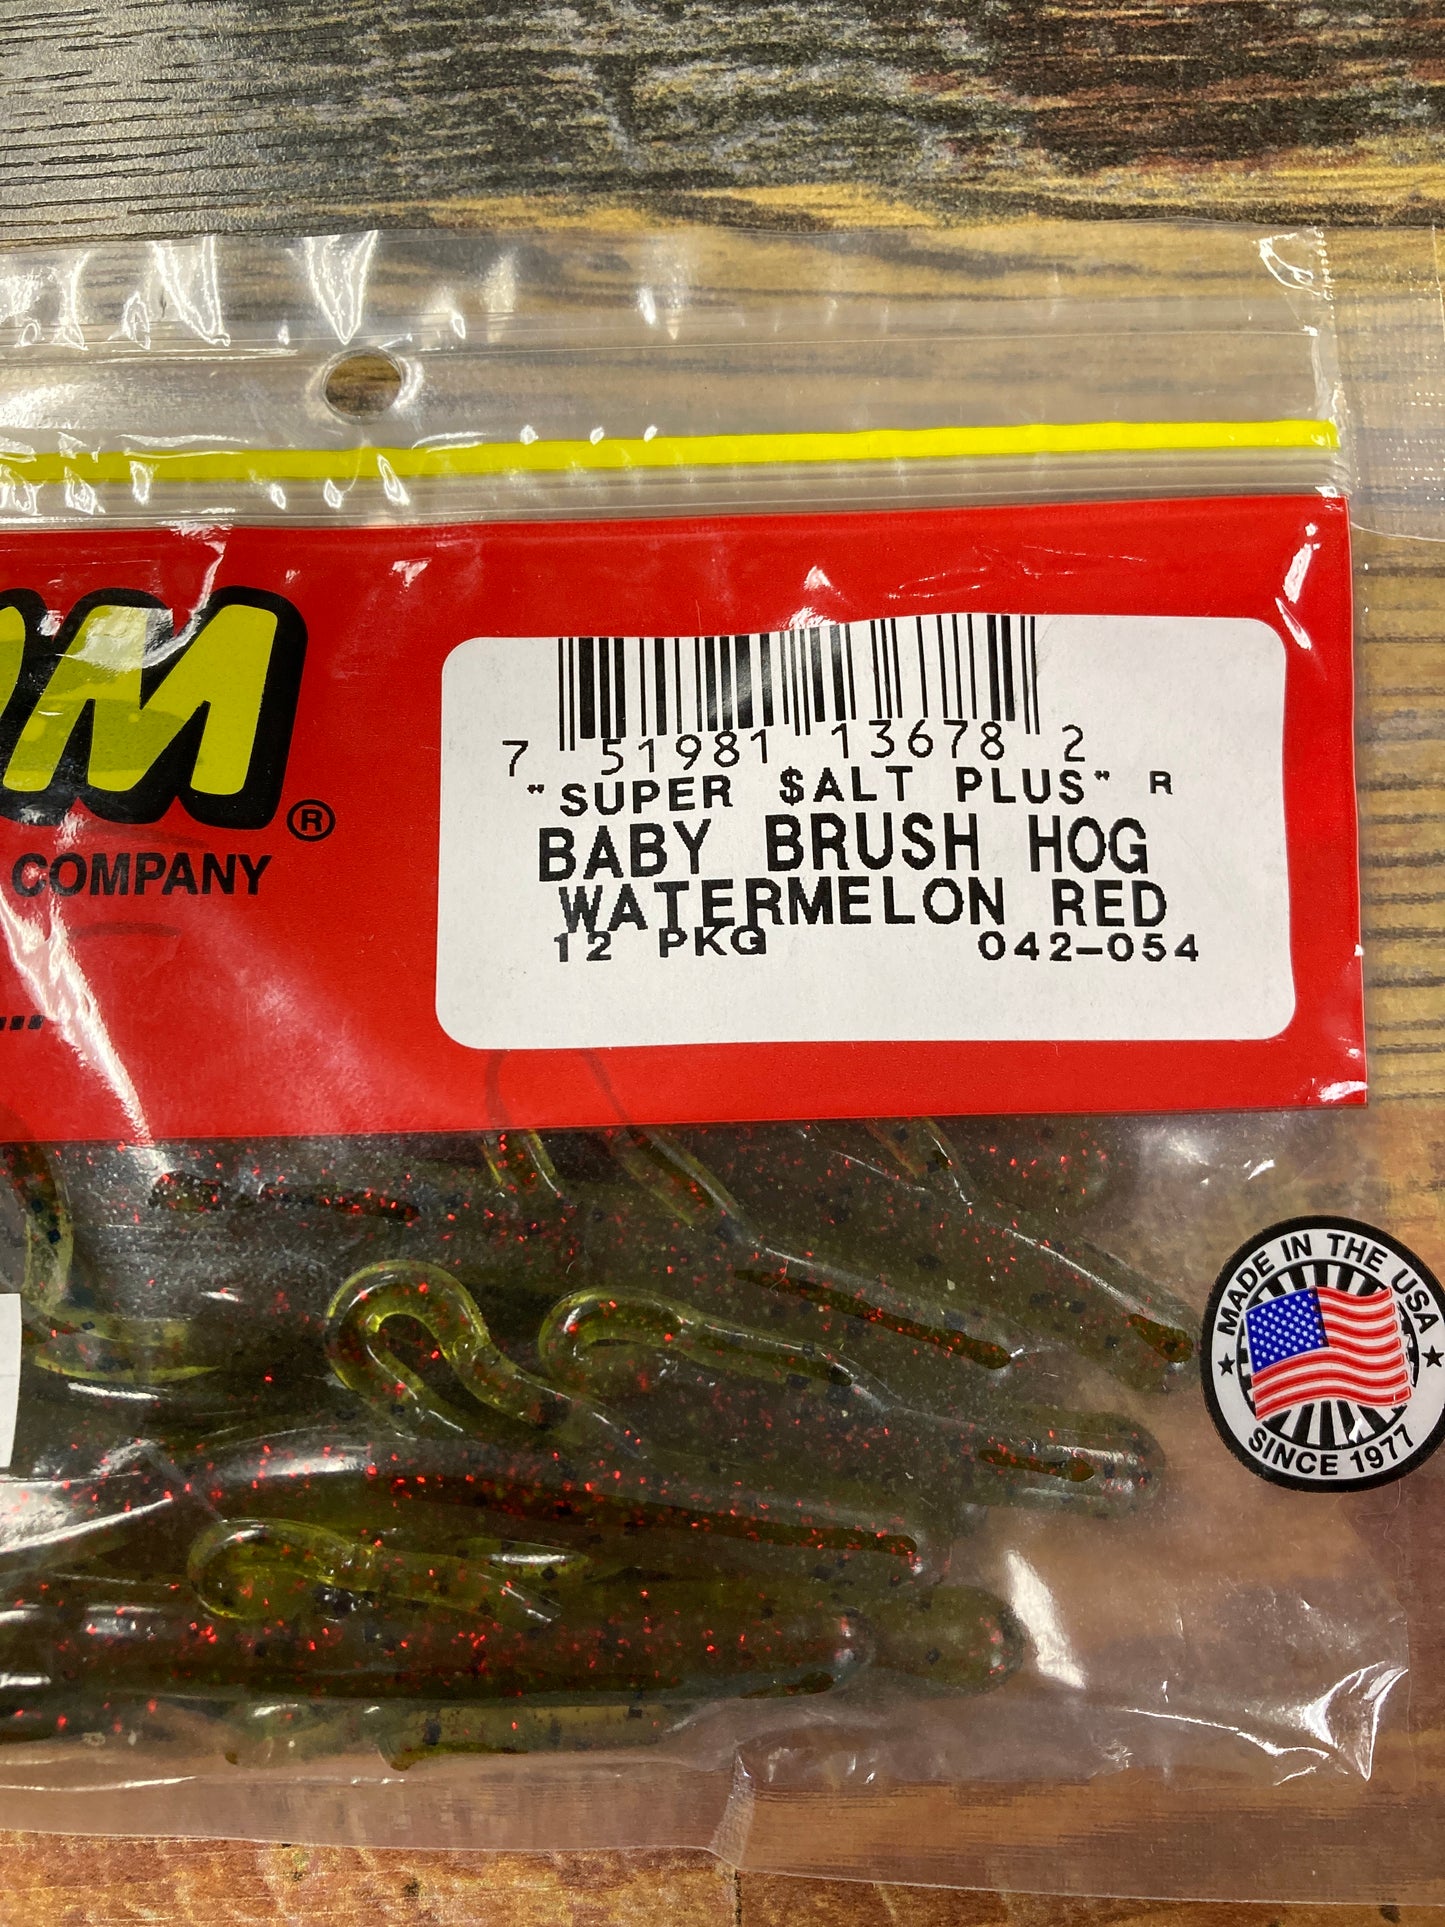 OM®
COMPANY
7 51981 13678 2
"SUPER $ALT PLUS" R
BABY BRUSH HOG
WATERMELON RED
12 PKG 042-054
★ MADE IN THE USA ★
SINCE 1977